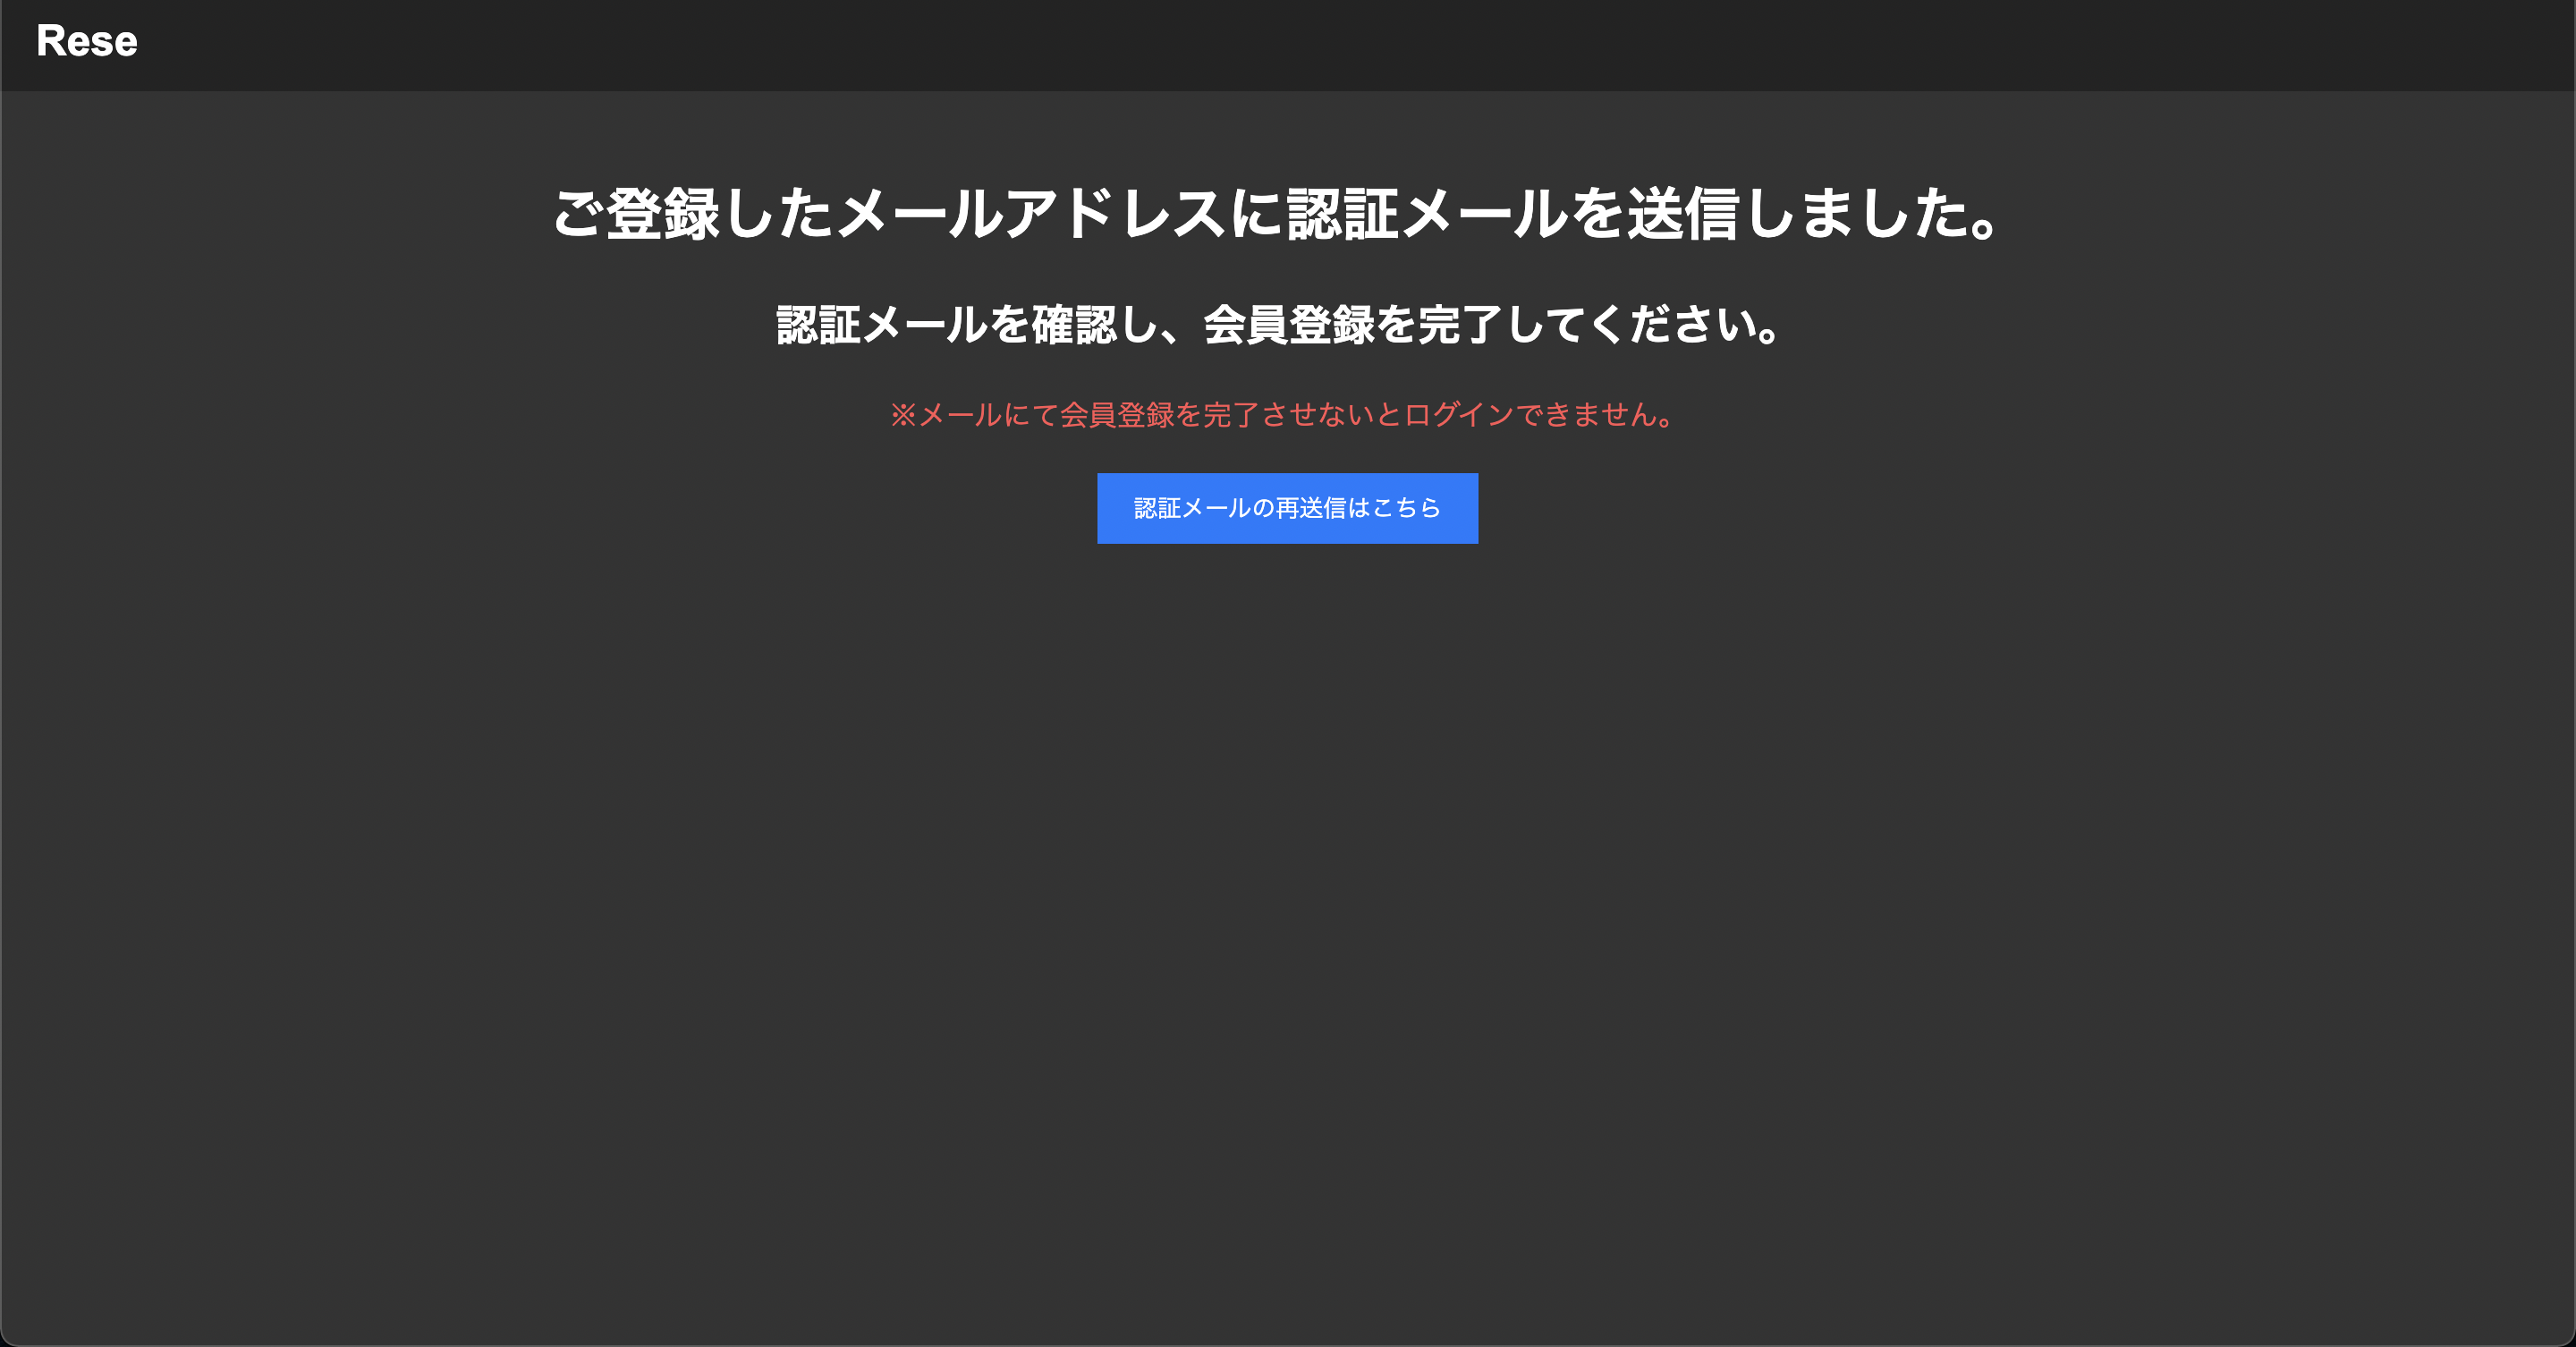 Rese
ご登録したメールアドレスに認証メールを送信しました。
認証メールを確認し、会員登録を完了してください。
※メールにて会員登録を完了させないとログインできません。
認証メールの再送信はこちら